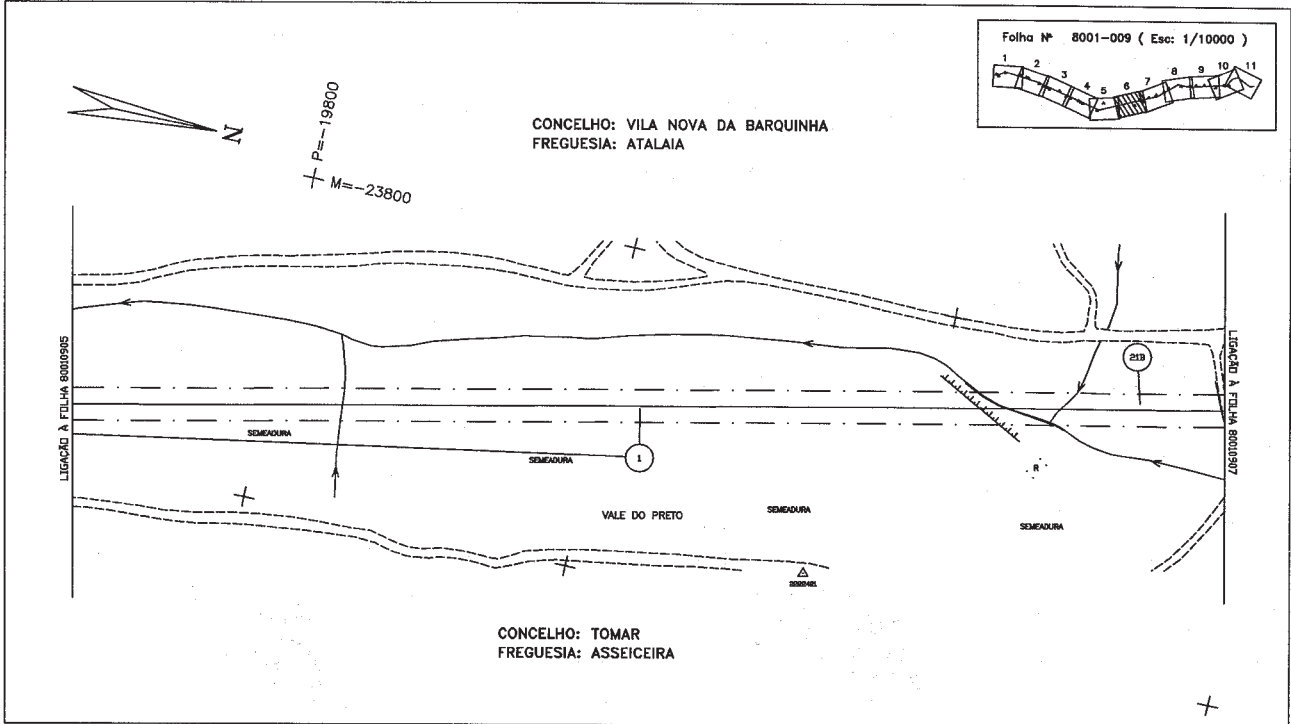 Folha Nº 8001-009 ( Esc: 1/10000 )
1 2 3 4 5 6 7 8 9 10 11
N
P=-19800
M=-23800
CONCELHO: VILA NOVA DA BARQUINHA
FREGUESIA: ATALAIA
LIGAÇÃO À FOLHA 80010905
LIGAÇÃO À FOLHA 80010907
21B
SEMEADURA
SEMEADURA
1
R
VALE DO PRETO
SEMEADURA
SEMEADURA
CONCELHO: TOMAR
FREGUESIA: ASSEICEIRA